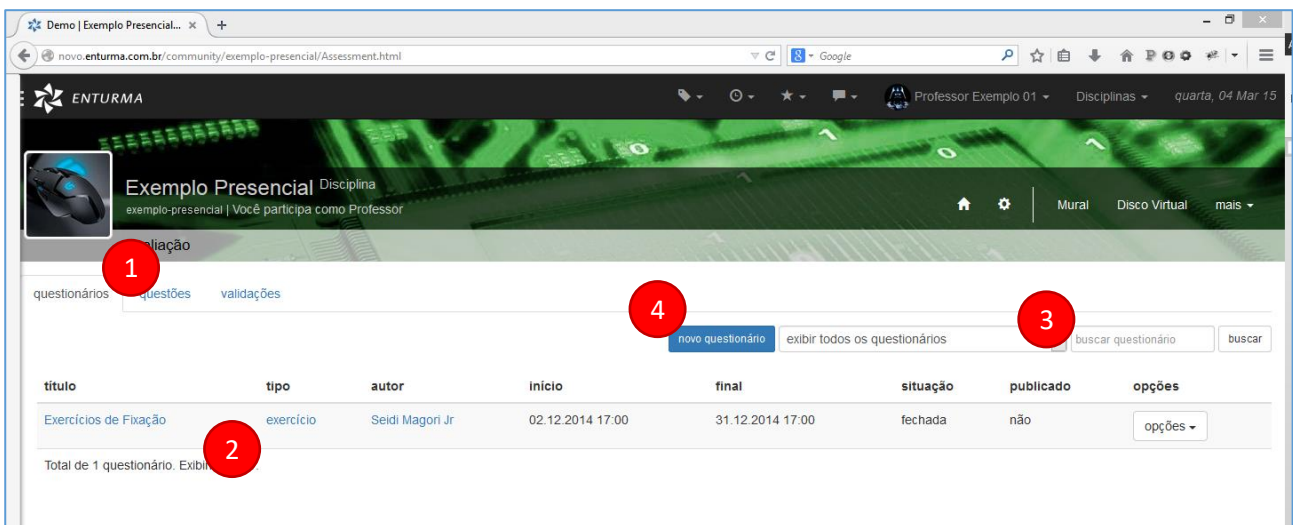 Demo | Exemplo Presencial... × +
novo.enturma.com.br/community/exemplo-presencial/Assessment.html
Google
ENTURMA
Professor Exemplo 01
Disciplinas
quarta, 04 Mar 15
Exemplo Presencial Disciplina
exemplo-presencial | Você participa como Professor
Mural
Disco Virtual
mais
aliação
1
questionários
questões
validações
4
3
novo questionário
exibir todos os questionários
buscar questionário
buscar
título tipo autor início final situação publicado opções
Exercícios de Fixação exercício Seidi Magori Jr 02.12.2014 17:00 31.12.2014 17:00 fechada não opções
2
Total de 1 questionário.